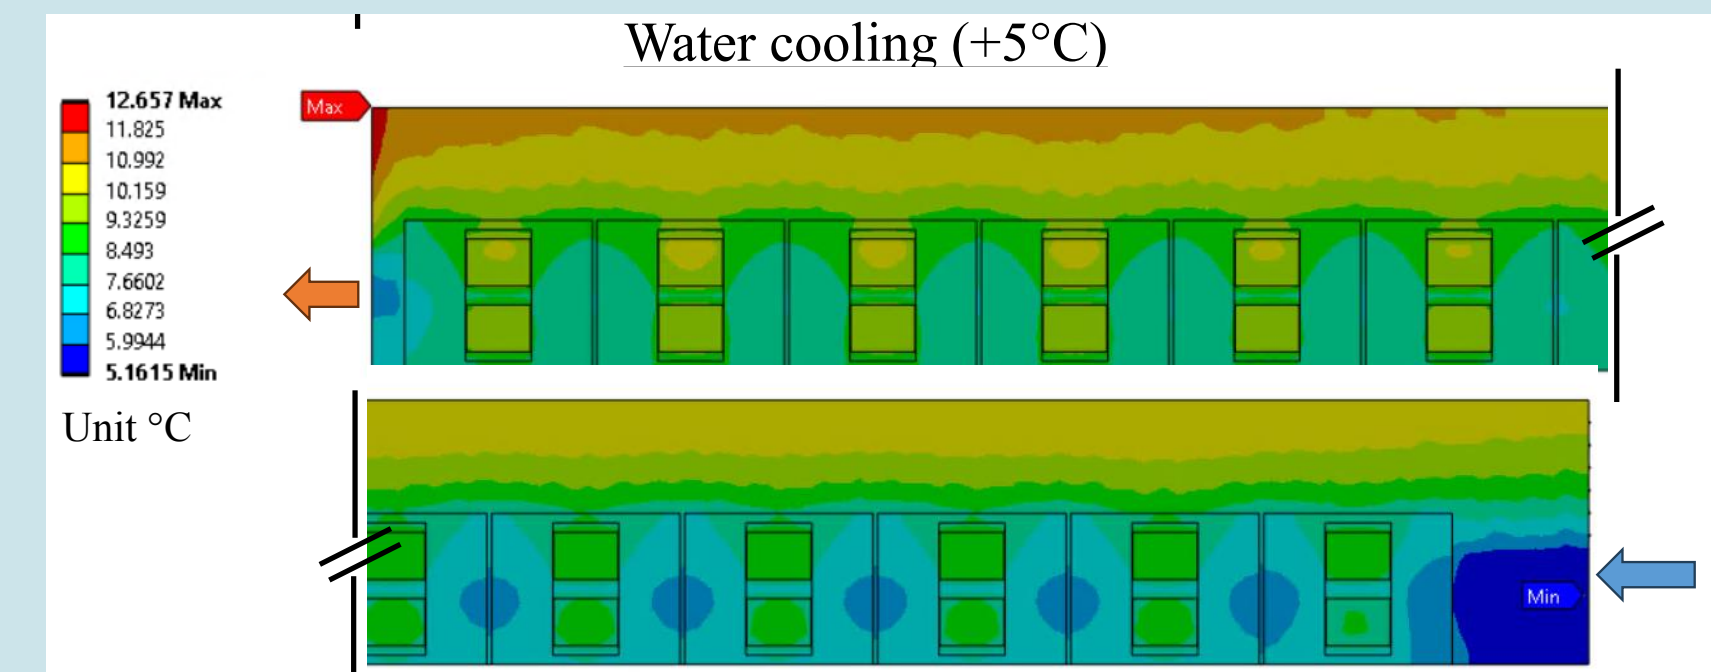 Water cooling (+5°C)
12.657 Max
11.825
10.992
10.159
9.3259
8.493
7.6602
6.8273
5.9944
5.1615 Min
Max
Unit °C
Min